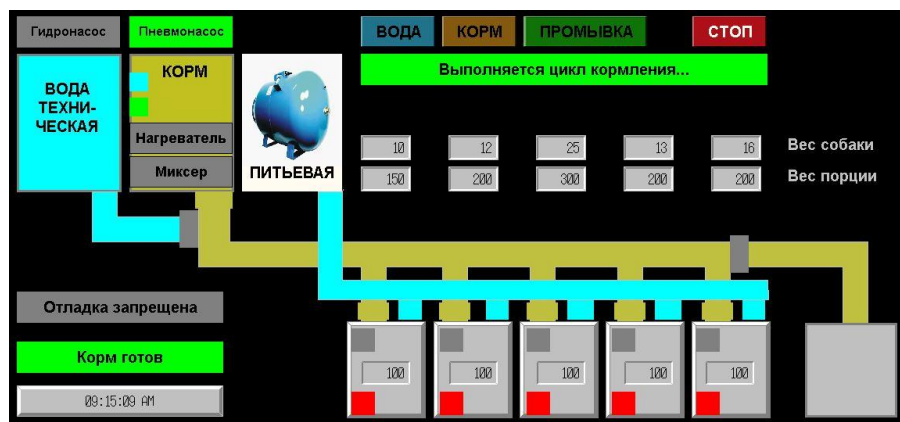 Гидронасос
Пневмонасос
ВОДА
КОРМ
ПРОМЫВКА
СТОП
Выполняется цикл кормления...
ВОДА
ТЕХНИ-
ЧЕСКАЯ
КОРМ
Нагреватель
Миксер
ПИТЬЕВАЯ
10 12 25 13 16 Вес собаки
150 200 300 200 200 Вес порции
Отладка запрещена
Корм готов
09:15:09 AM
100 100 100 100 100